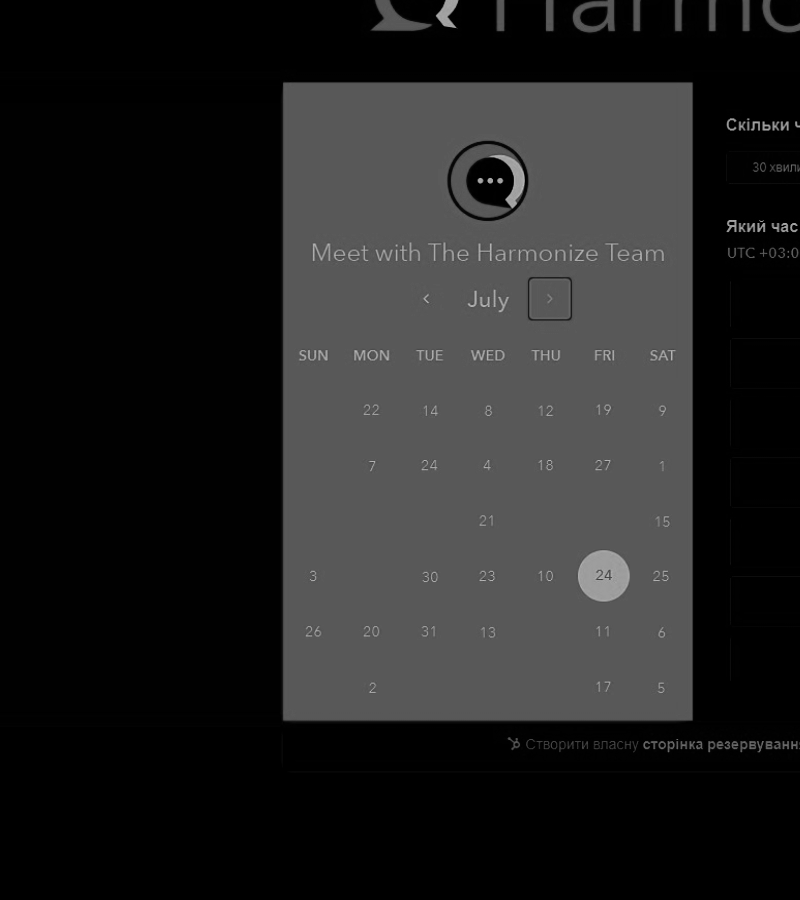 Harmo
Скільки ч
30 хвили
Meet with The Harmonize Team
Який час
UTC +03:0
July
SUN MON TUE WED THU FRI SAT
22 14 8 12 19 9
7 24 4 18 27 1
21 15
3 30 23 10 24 25
26 20 31 13 11 6
2 17 5
Створити власну сторінка резервуванн